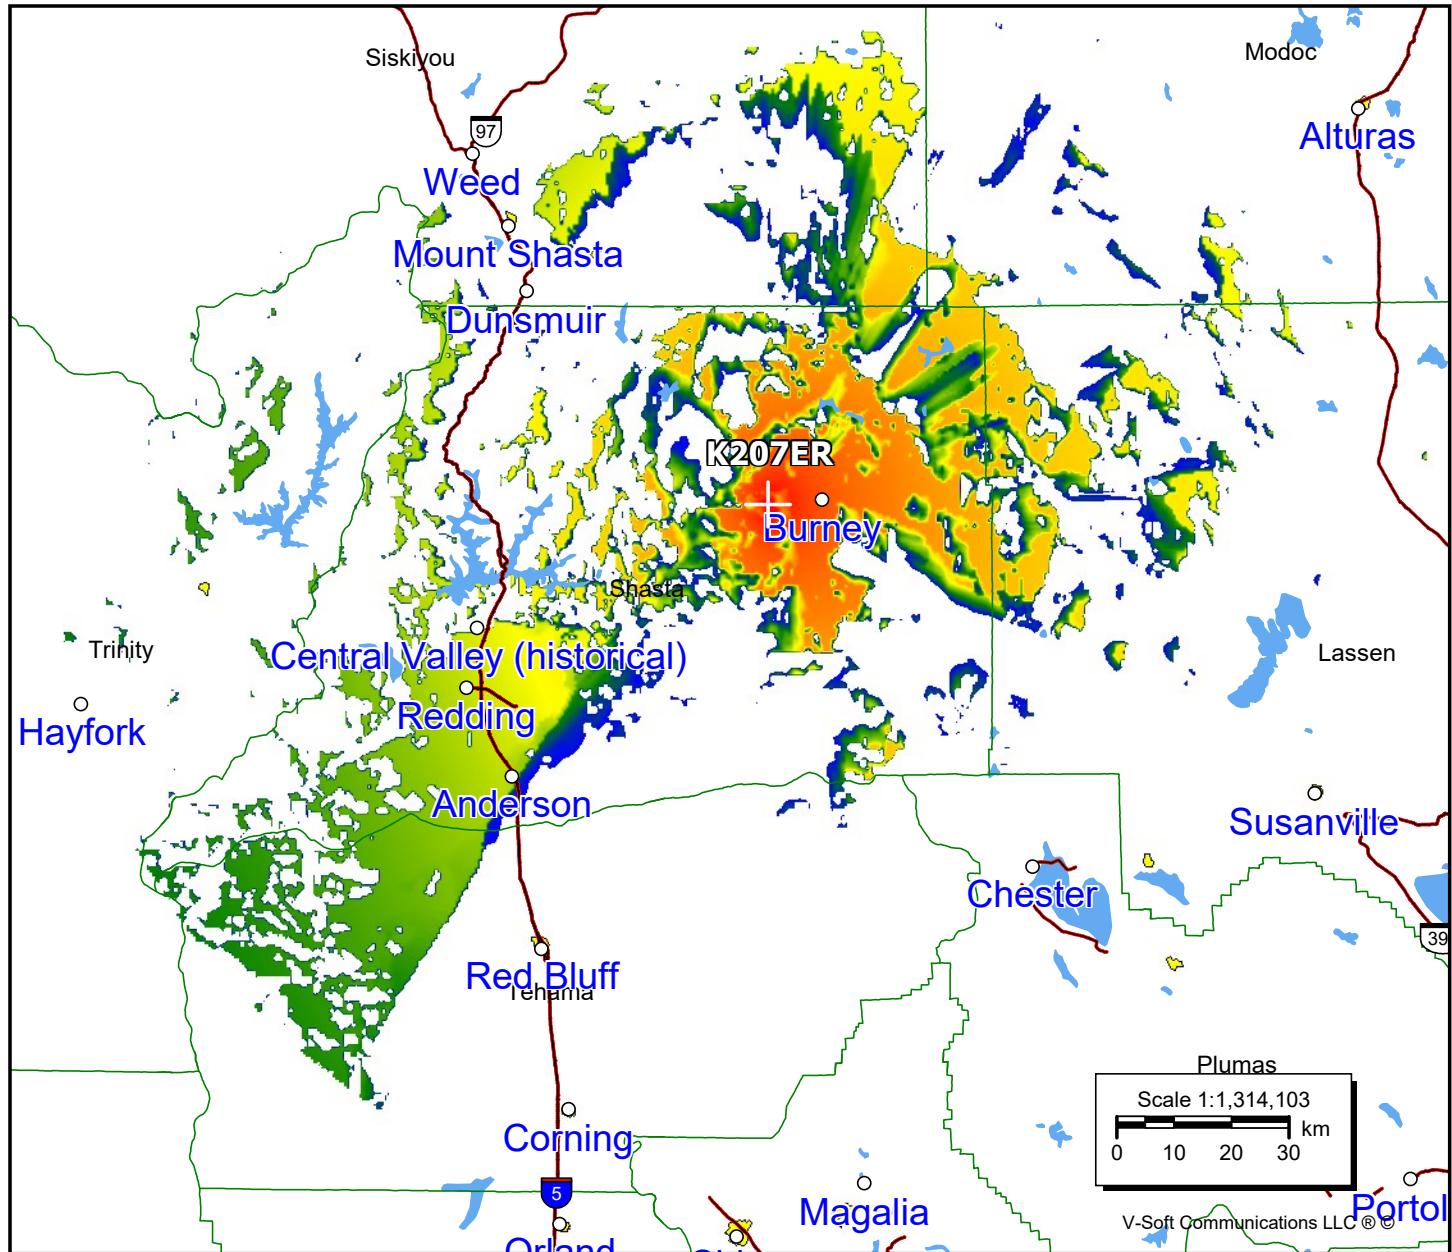 Siskiyou
Modoc
97
Alturas
Weed
Mount Shasta
Dunsmuir
K207ER
Burney
Shasta
Trinity
Central Valley (historical)
Lassen
Hayfork
Redding
Anderson
Susanville
Chester
39
Red Bluff
Tehama
Plumas
Scale 1:1,314,103
km
0 10 20 30
Corning
5
Magalia
Portol
V-Soft Communications LLC ® ©
Orland